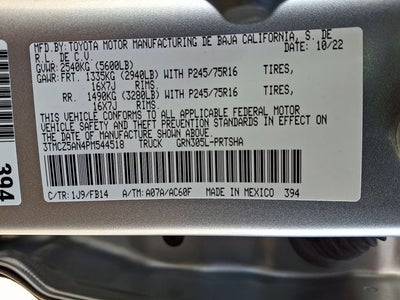 MFD.BY:TOYOTA MOTOR MANUFACTURING DE BAJA CALIFORNIA, S. DE
R.L. DE C.V. DATE: 10/22
GVWR:2540KG (5600LB)
GAWR:FRT. 1335KG (2940LB) WITH P245/75R16 TIRES,
16X7J RIMS
RR. 1490KG (3280LB) WITH P245/75R16 TIRES,
16X7J RIMS
THIS VEHICLE CONFORMS TO ALL APPLICABLE FEDERAL MOTOR
VEHICLE SAFETY AND THEFT PREVENTION STANDARDS IN EFFECT ON
THE DATE OF MANUFACTURE SHOWN ABOVE.
3TMCZ5AN4PM544518 TRUCK GRN305L-PRTSHA
C/TR:1J9/FB14 A/TM:A07A/AC60F MADE IN MEXICO 394
394